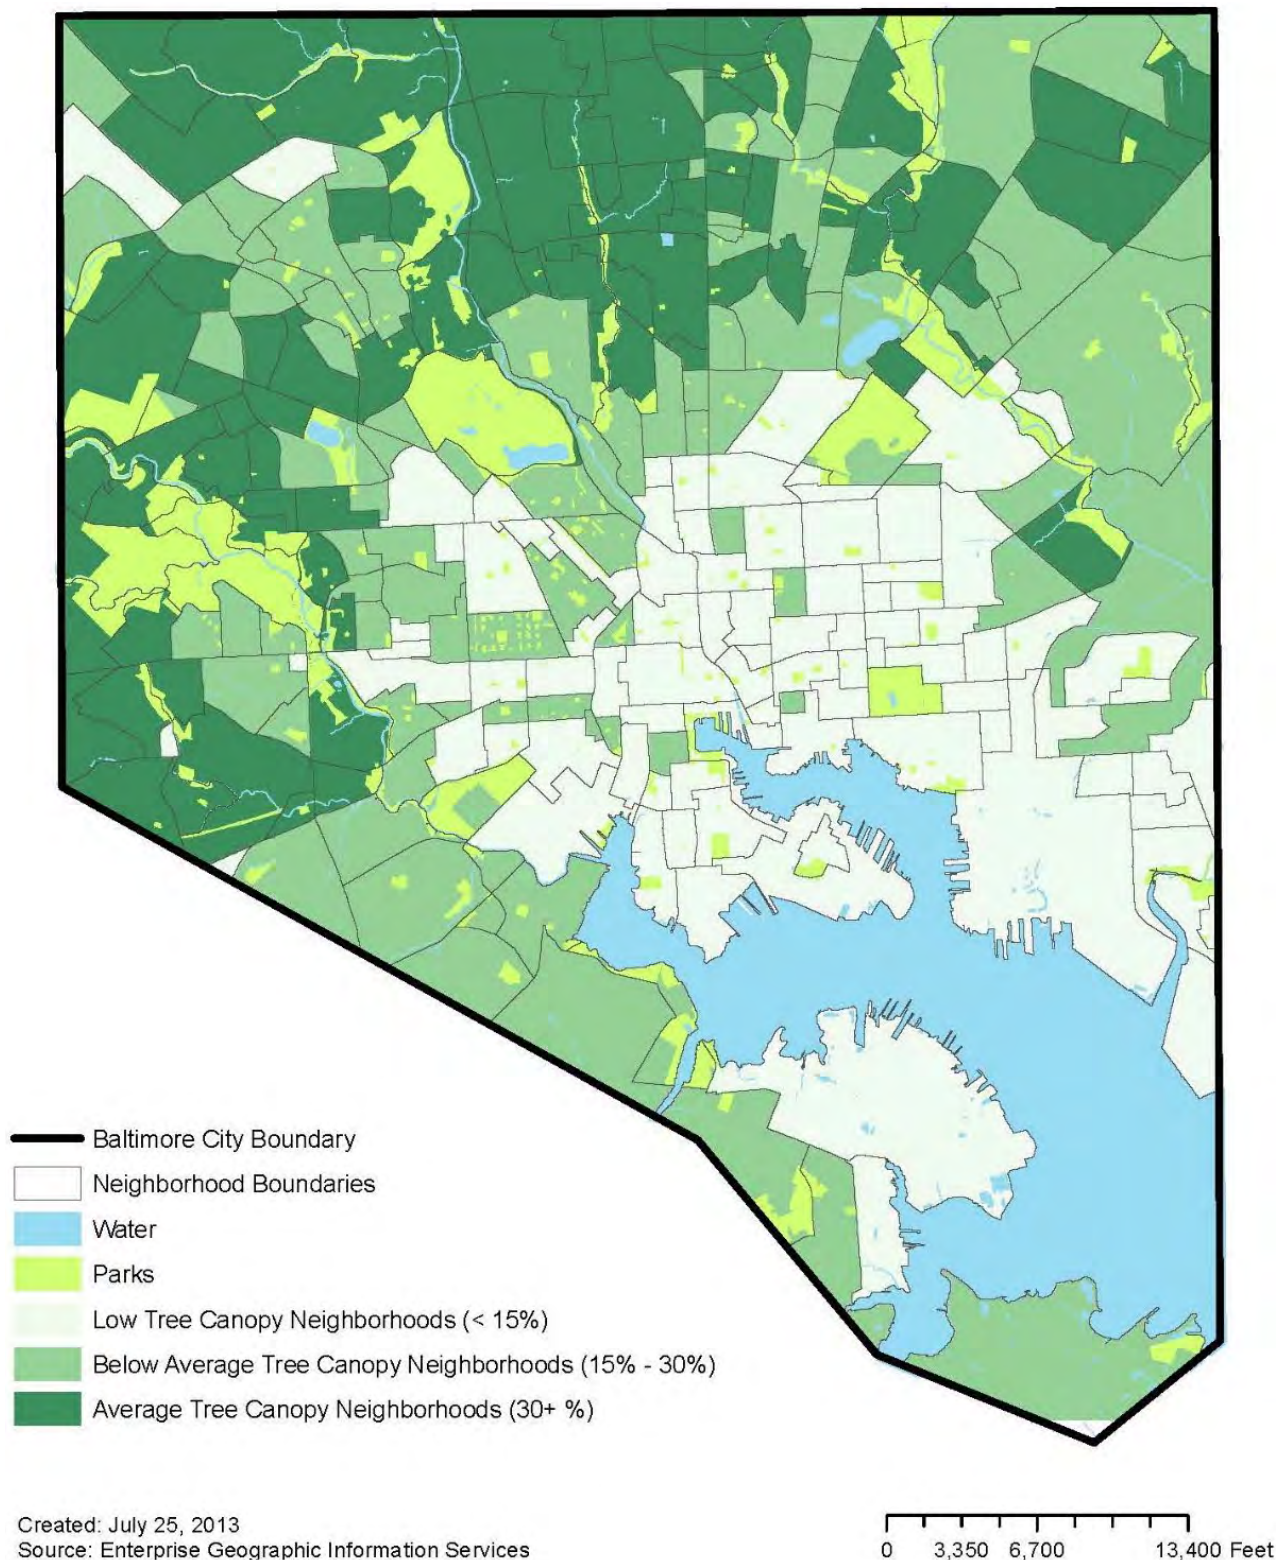 Baltimore City Boundary
Neighborhood Boundaries
Water
Parks
Low Tree Canopy Neighborhoods (< 15%)
Below Average Tree Canopy Neighborhoods (15% - 30%)
Average Tree Canopy Neighborhoods (30+ %)
Created: July 25, 2013
Source: Enterprise Geographic Information Services
0 3,350 6,700 13,400 Feet